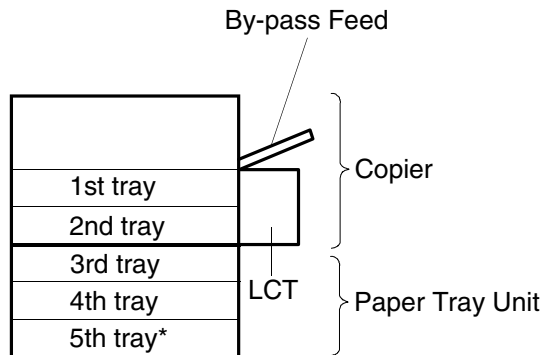 By-pass Feed
1st tray
2nd tray
3rd tray
4th tray
5th tray*
LCT
Copier
Paper Tray Unit